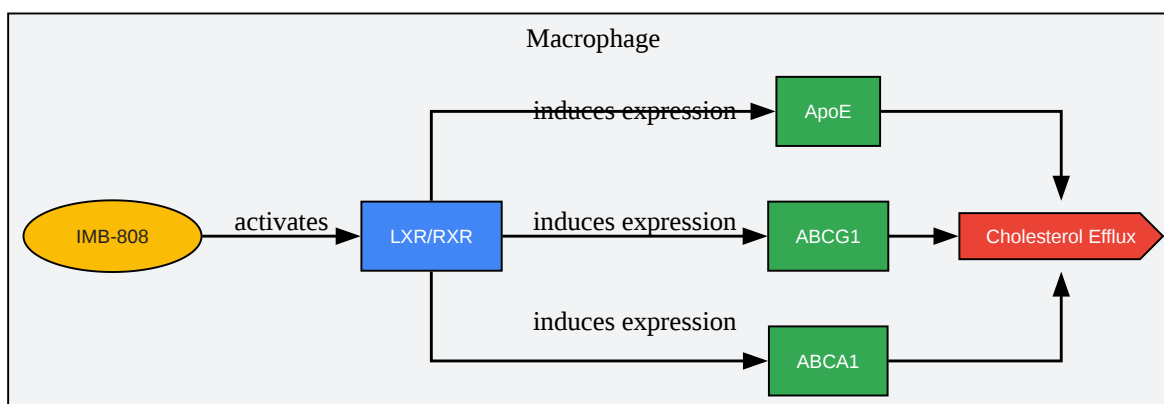 Macrophage
induces expression
ApoE
IMB-808
activates
LXR/RXR
induces expression
ABCG1
Cholesterol Efflux
induces expression
ABCA1